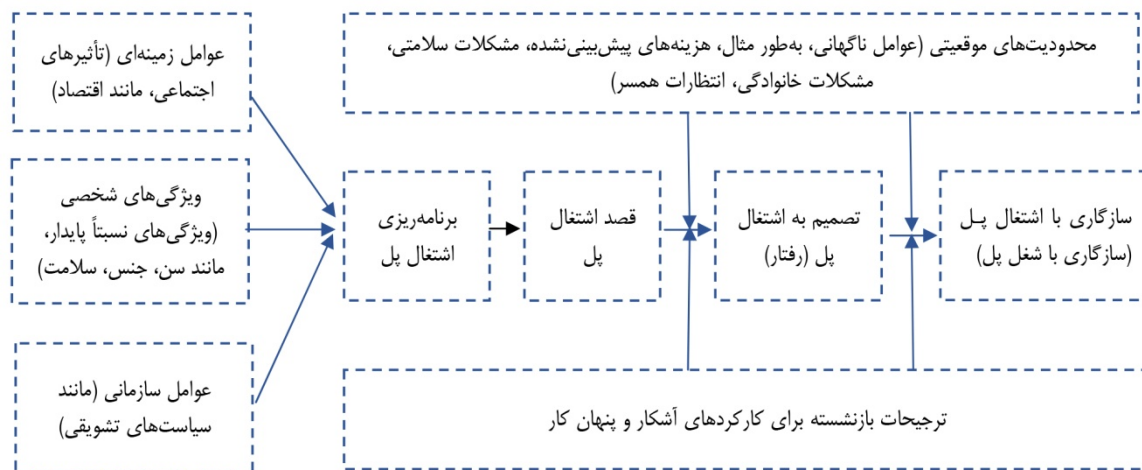 عوامل زمینه‌ای (تأثیرهای
اجتماعی، مانند اقتصاد)
ویژگی‌های شخصی
(ویژگی‌های نسبتاً پایدار،
مانند سن، جنس، سلامت)
عوامل سازمانی (مانند
سیاست‌های تشویقی)
محدودیت‌های موقعیتی (عوامل ناگهانی، به‌طور مثال، هزینه‌های پیش‌بینی‌نشده، مشکلات سلامتی،
مشکلات خانوادگی، انتظارات همسر)
برنامه‌ریزی
اشتغال پل
قصد اشتغال
پل
تصمیم به اشتغال
پل (رفتار)
سازگاری با اشتغال پل
(سازگاری با شغل پل)
ترجیحات بازنشسته برای کارکردهای آشکار و پنهان کار